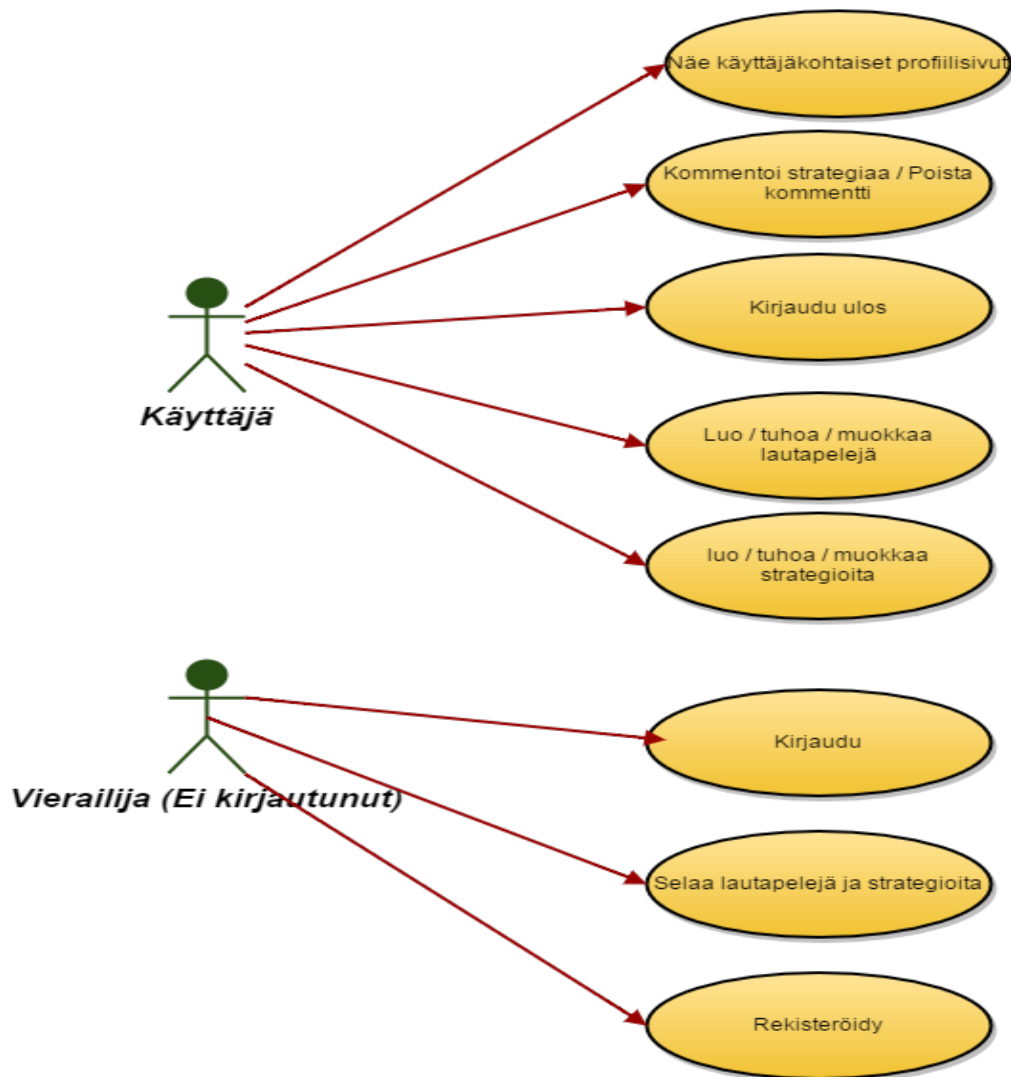 Näe käyttäjäkohtaiset profiilisivut
Kommentoi strategiaa / Poista
kommentti
Kirjaudu ulos
Käyttäjä
Luo / tuhoa / muokkaa
lautapelejä
luo / tuhoa / muokkaa
strategioita
Kirjaudu
Vierailija (Ei kirjautunut)
Selaa lautapelejä ja strategioita
Rekisteröidy